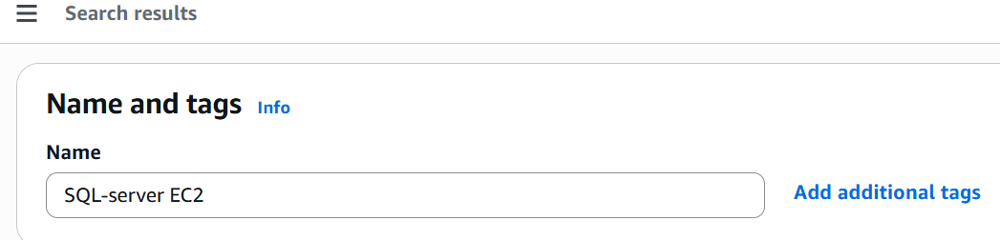 Search results
Name and tags Info
Name
SQL-server EC2 Add additional tags